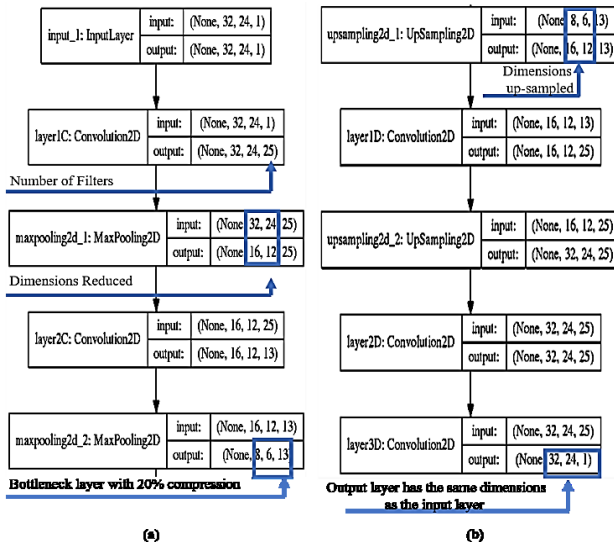 input_1: InputLayer
input: (None, 32, 24, 1)
output: (None, 32, 24, 1)
layer1C: Convolution2D
input: (None, 32, 24, 1)
output: (None, 32, 24, 25)
Number of Filters
maxpooling2d_1: MaxPooling2D
input: (None 32, 24 25)
output: (None 16, 12 25)
Dimensions Reduced
layer2C: Convolution2D
input: (None, 16, 12, 25)
output: (None, 16, 12, 13)
maxpooling2d_2: MaxPooling2D
input: (None, 16, 12, 13)
output: (None, 8, 6, 13)
Bottleneck layer with 20% compression
(a)
upsampling2d_1: UpSampling2D
input: (None 8, 6, 13)
output: (None 16, 12 13)
Dimensions
up-sampled
layer1D: Convolution2D
input: (None, 16, 12, 13)
output: (None, 16, 12, 25)
upsampling2d_2: UpSampling2D
input: (None, 16, 12, 25)
output: (None, 32, 24, 25)
layer2D: Convolution2D
input: (None, 32, 24, 25)
output: (None, 32, 24, 25)
layer3D: Convolution2D
input: (None, 32, 24, 25)
output: (None 32, 24, 1)
Output layer has the same dimensions
as the input layer
(b)